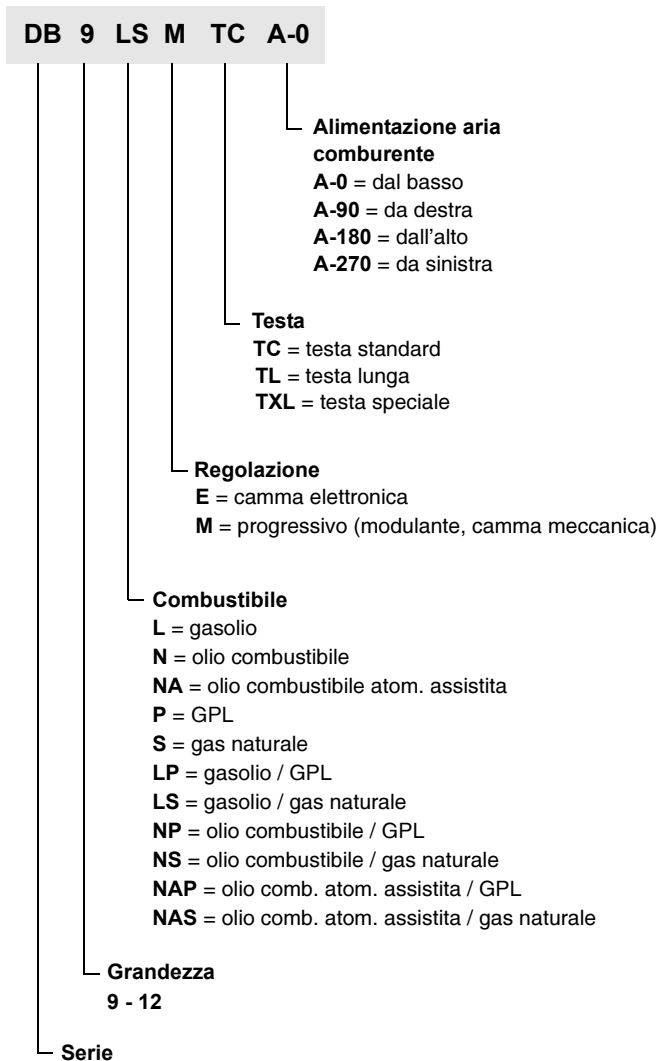 DB 9 LS M TC A-0
Alimentazione aria
comburente
A-0 = dal basso
A-90 = da destra
A-180 = dall'alto
A-270 = da sinistra
Testa
TC = testa standard
TL = testa lunga
TXL = testa speciale
Regolazione
E = camma elettronica
M = progressivo (modulante, camma meccanica)
Combustibile
L = gasolio
N = olio combustibile
NA = olio combustibile atom. assistita
P = GPL
S = gas naturale
LP = gasolio / GPL
LS = gasolio / gas naturale
NP = olio combustibile / GPL
NS = olio combustibile / gas naturale
NAP = olio comb. atom. assistita / GPL
NAS = olio comb. atom. assistita / gas naturale
Grandezza
9 - 12
Serie